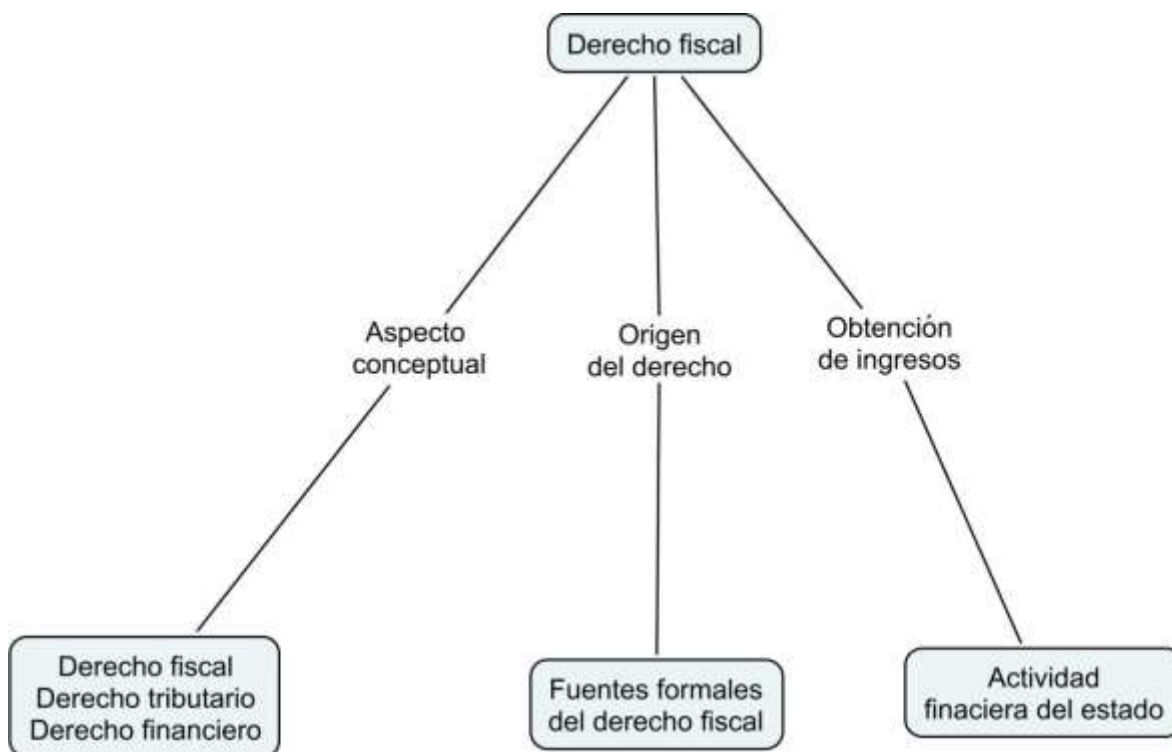 Derecho fiscal
Aspecto
conceptual
Origen
del derecho
Obtención
de ingresos
Derecho fiscal
Derecho tributario
Derecho financiero
Fuentes formales
del derecho fiscal
Actividad
finaciera del estado